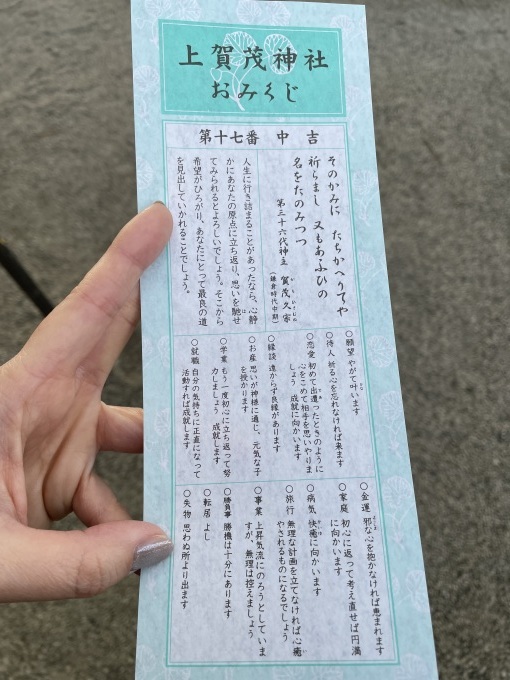 上賀茂神社
おみくじ
第十七番 中吉
そのかみに たちかへりてや
祈らまし 又もあふひの
名をたのみつつ
第三十六代神主 賀茂久家
(鎌倉時代中期)
人生に行き詰まることがあったなら、心静
かにあなたの原点に立ち返り、思いを馳せ
てみられるとよろしいでしょう。そこから
希望がひろがり、あなたにとって最良の道
を見出していかれることでしょう。
○願望 やがて叶います
○待人 祈る心を忘れなければ来ます
○恋愛 初めて出遭ったときのように
心をこめて相手を思いやりま
しょう 成就に向かいます
○縁談 遠からず良縁があります
○お産 思いが神様に通じ、元気な子
を授かります
○学業 もう一度初心に立ち返って努
力しましょう 成就します
○就職 自分の気持ちに正直になって
活動すれば成就します
○金運 邪な心を抱かなければ恵まれます
○家庭 初心に返って考え直せば円満
に向かいます
○病気 快癒に向かいます
○旅行 無理な計画を立てなければ心癒
やされるものになるでしょう
○事業 上昇気流にのろうとしていま
すが、無理は控えましょう
○勝負事 勝機は十分にあります
○転居 よし
○失物 思わぬ所より出ます